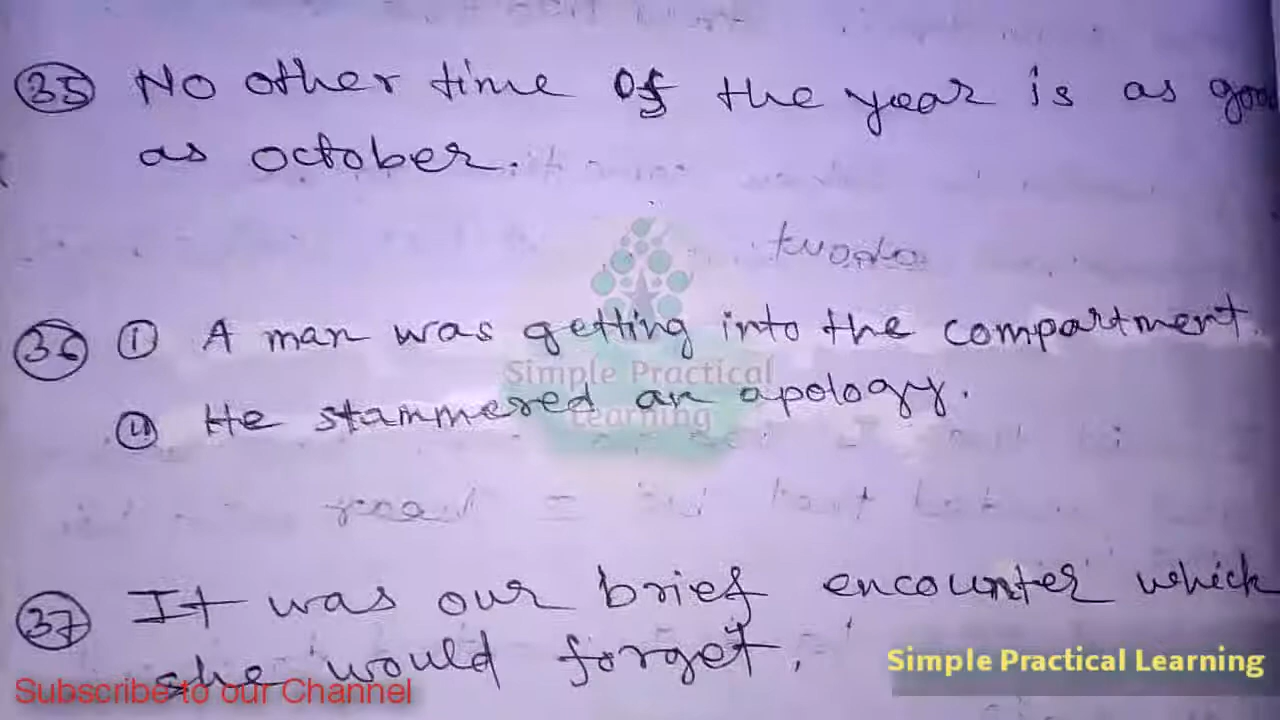 35 No other time of the year is as good
as october.
36 ① A man was getting into the compartment.
② He stammered an apology.
Simple Practical
Learning
37 It was our brief encounter which
she would forget.
Simple Practical Learning
Subscribe to our Channel